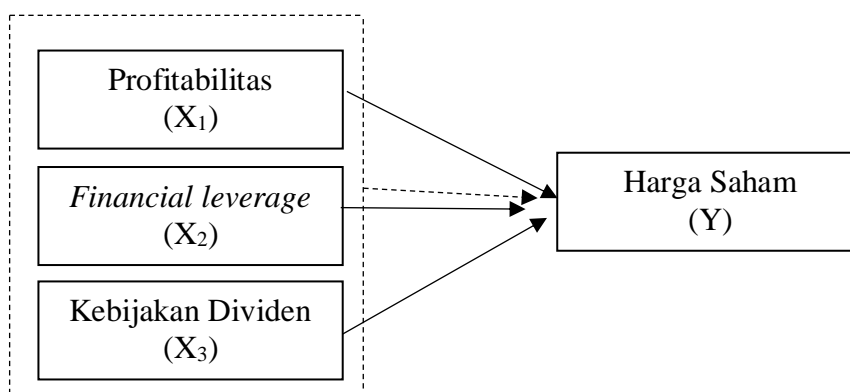 Profitabilitas
(X₁)
Financial leverage
(X₂)
Kebijakan Dividen
(X₃)
Harga Saham
(Y)